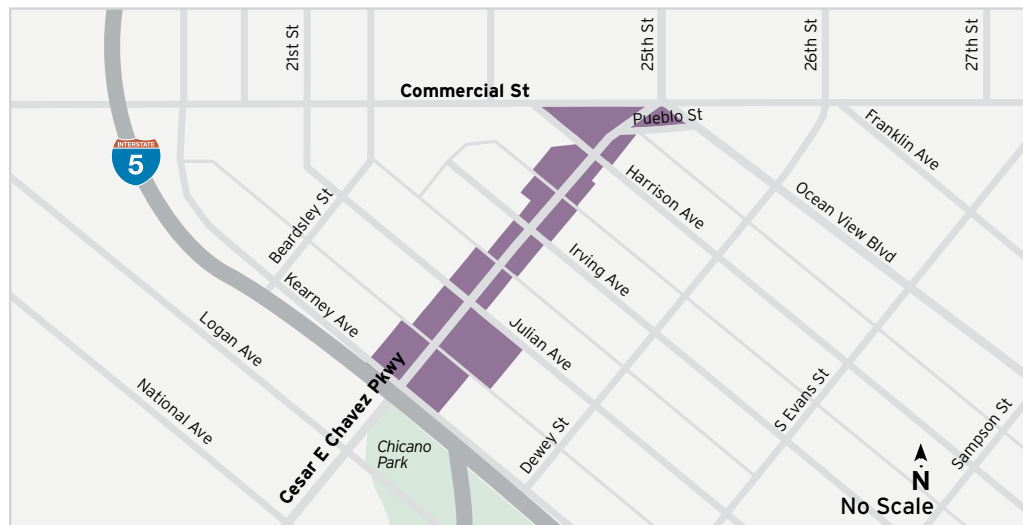 21st St
25th St
26th St
27th St
Commercial St
Pueblo St
Franklin Ave
INTERSTATE
5
Harrison Ave
Ocean View Blvd
Beardsley St
Irving Ave
Kearney Ave
Logan Ave
Julian Ave
National Ave
Cesar E Chavez Pkwy
S Evans St
Sampson St
Dewey St
Chicano
Park
N
No Scale